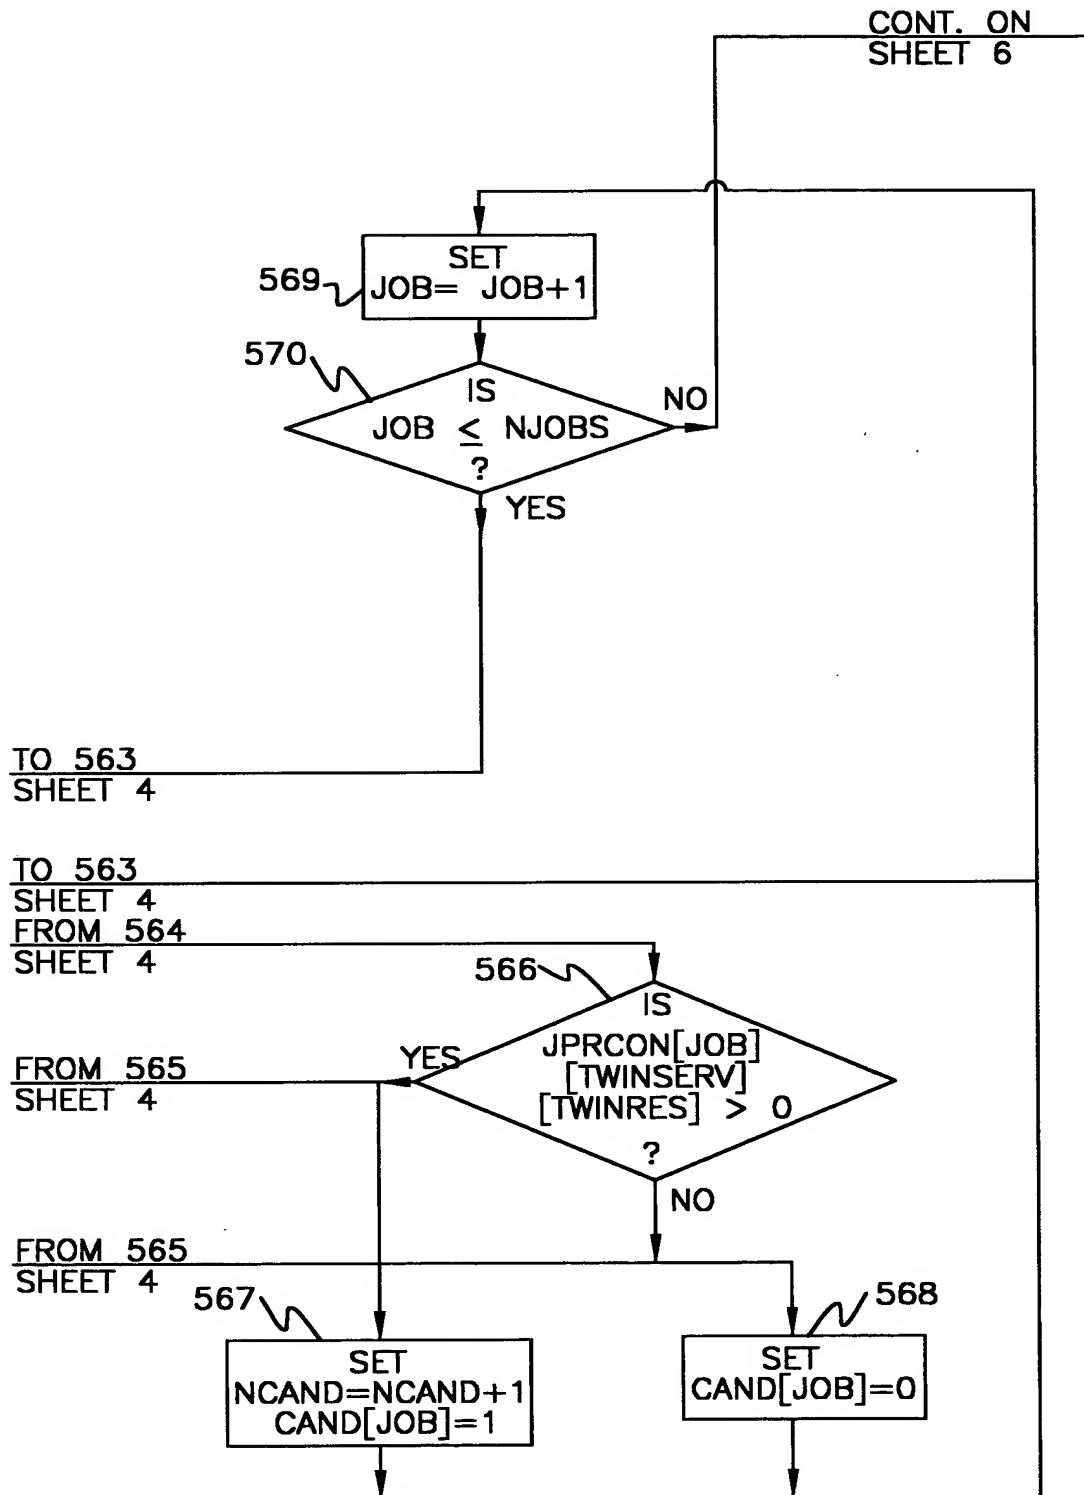 CONT. ON
SHEET 6
SET
569
JOB= JOB+1
570
IS
NO
JOB ≤ NJOBS
?
YES
TO 563
SHEET 4
TO 563
SHEET 4
FROM 564
SHEET 4
566
IS
YES
JPRCON[JOB]
[TWINSERV]
[TWINRES] > 0
?
FROM 565
SHEET 4
NO
FROM 565
SHEET 4
567
568
SET
NCAND=NCAND+1
CAND[JOB]=1
SET
CAND[JOB]=0